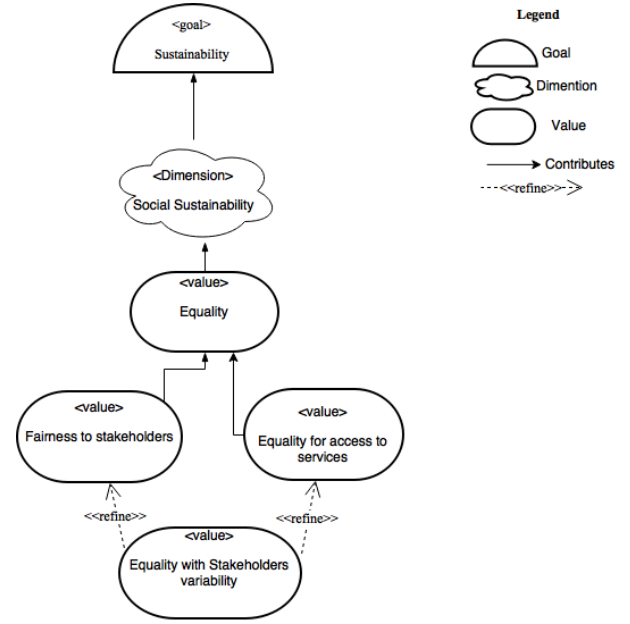 <goal>
Sustainability
<Dimension>
Social Sustainability
<value>
Equality
<value>
Fairness to stakeholders
<value>
Equality for access to
services
<<refine>>
<<refine>>
<value>
Equality with Stakeholders
variability
Legend
Goal
Dimention
Value
Contributes
<<refine>>